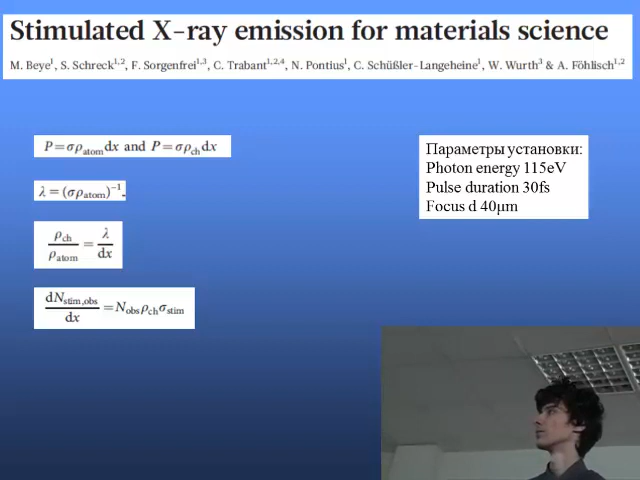 Stimulated X-ray emission for materials science
M. Beye¹, S. Schreck¹,², F. Sorgenfrei¹,³, C. Trabant¹,²,⁴, N. Pontius¹, C. Schüßler-Langeheine¹, W. Wurth³ & A. Föhlisch¹,²
P=σρ_atom dx and P=σρ_ch dx
λ=(σρ_atom)⁻¹.
ρ_ch/ρ_atom = λ/dx
dN_stim,obs/dx = N_obs ρ_ch σ_stim
Параметры установки:
Photon energy 115eV
Pulse duration 30fs
Focus d 40μm